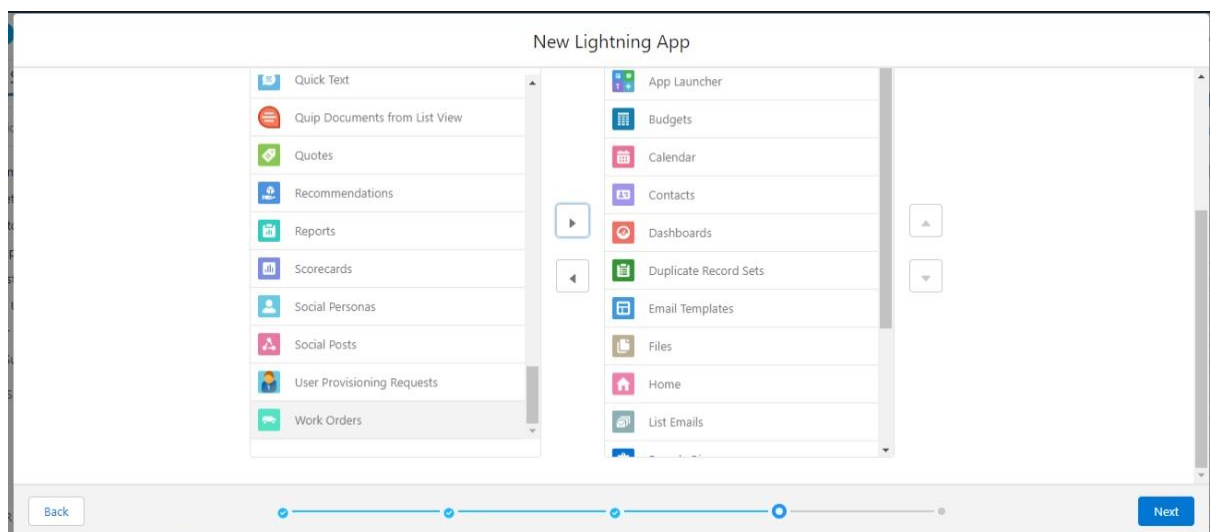 New Lightning App
Quick Text
Quip Documents from List View
Quotes
Recommendations
Reports
Scorecards
Social Personas
Social Posts
User Provisioning Requests
Work Orders
App Launcher
Budgets
Calendar
Contacts
Dashboards
Duplicate Record Sets
Email Templates
Files
Home
List Emails
Back
Next